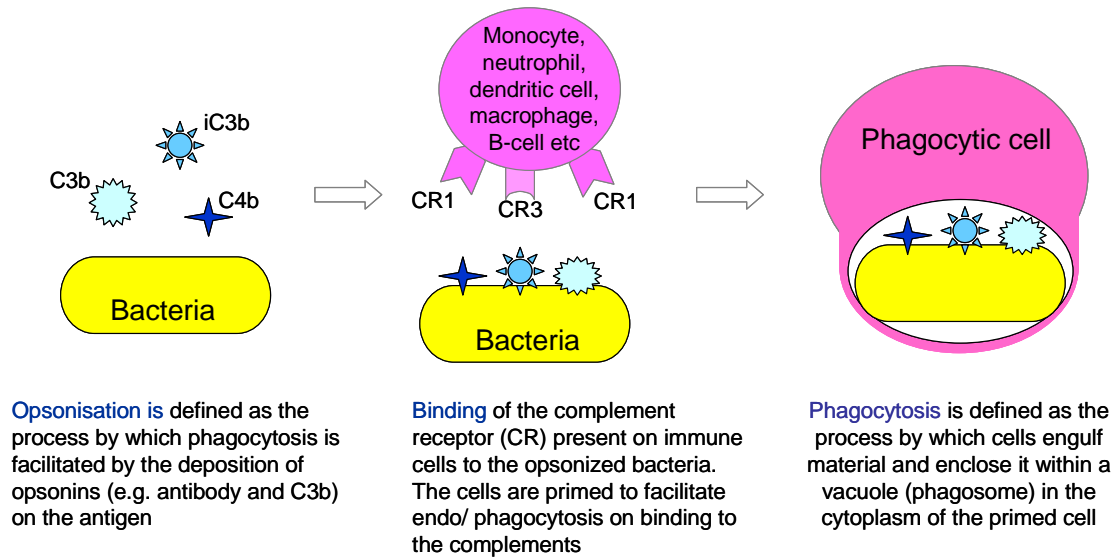 Monocyte,
neutrophil,
dendritic cell,
macrophage,
B-cell etc
iC3b
C3b
C4b
CR1
CR3
CR1
Phagocytic cell
Bacteria
Bacteria
Opsonisation is defined as the
process by which phagocytosis is
facilitated by the deposition of
opsonins (e.g. antibody and C3b)
on the antigen
Binding of the complement
receptor (CR) present on immune
cells to the opsonized bacteria.
The cells are primed to facilitate
endo/ phagocytosis on binding to
the complements
Phagocytosis is defined as the
process by which cells engulf
material and enclose it within a
vacuole (phagosome) in the
cytoplasm of the primed cell